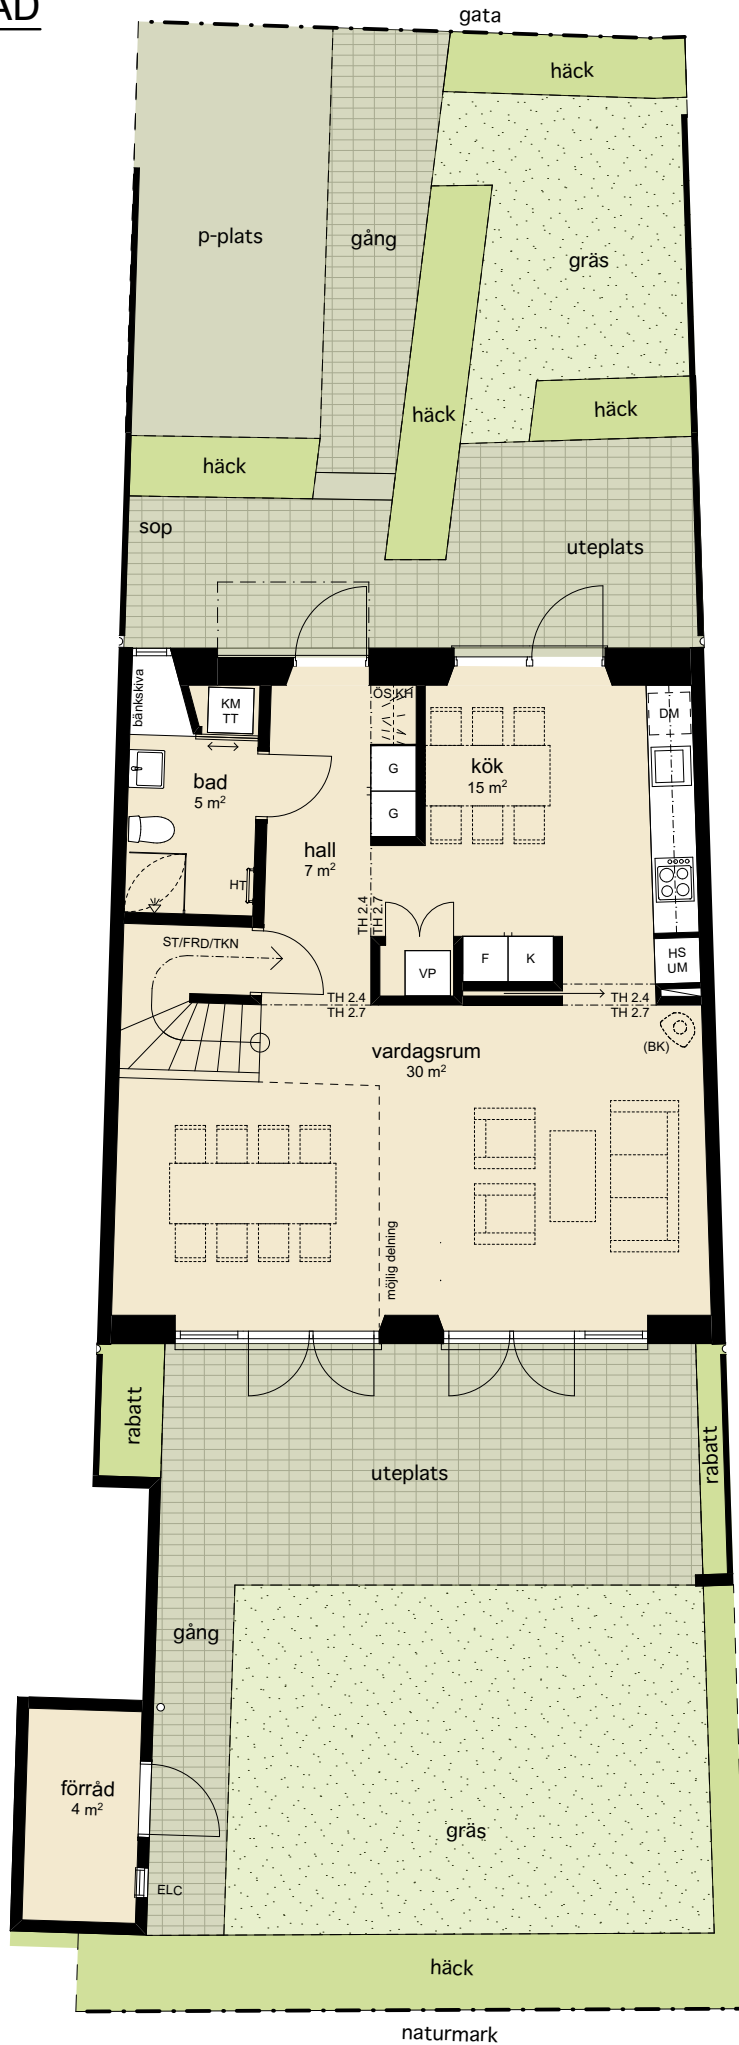 gata
häck
p-plats
gång
gräs
häck
häck
häck
sop
uteplats
bänkskiva
KM
TT
ÖS KH
DM
bad
5 m²
G
kök
15 m²
G
hall
7 m²
HT
TH 2.4
TH 2.7
ST/FRD/TKN
VP
F
K
HS
UM
TH 2.4
TH 2.7
TH 2.4
TH 2.7
(BK)
vardagsrum
30 m²
möjlig delning
rabatt
rabatt
uteplats
gång
förråd
4 m²
gräs
ELC
häck
naturmark